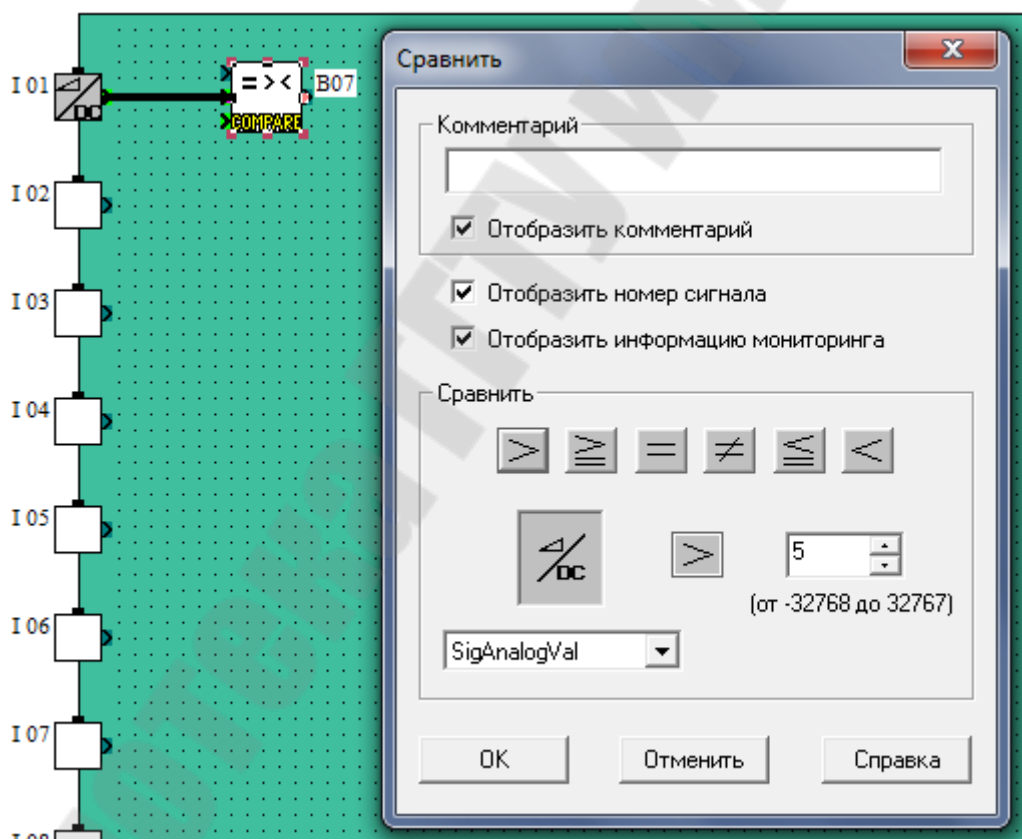 Сравнить
I 01
DC
=><
COMPARE
B07
Комментарий
Отобразить комментарий
I 02
I 03
Отобразить номер сигнала
Отобразить информацию мониторинга
I 04
Сравнить
> ≧ = ≠ ≦ <
I 05
DC
>
5
(от -32768 до 32767)
I 06
SigAnalogVal
I 07
OK
Отменить
Справка